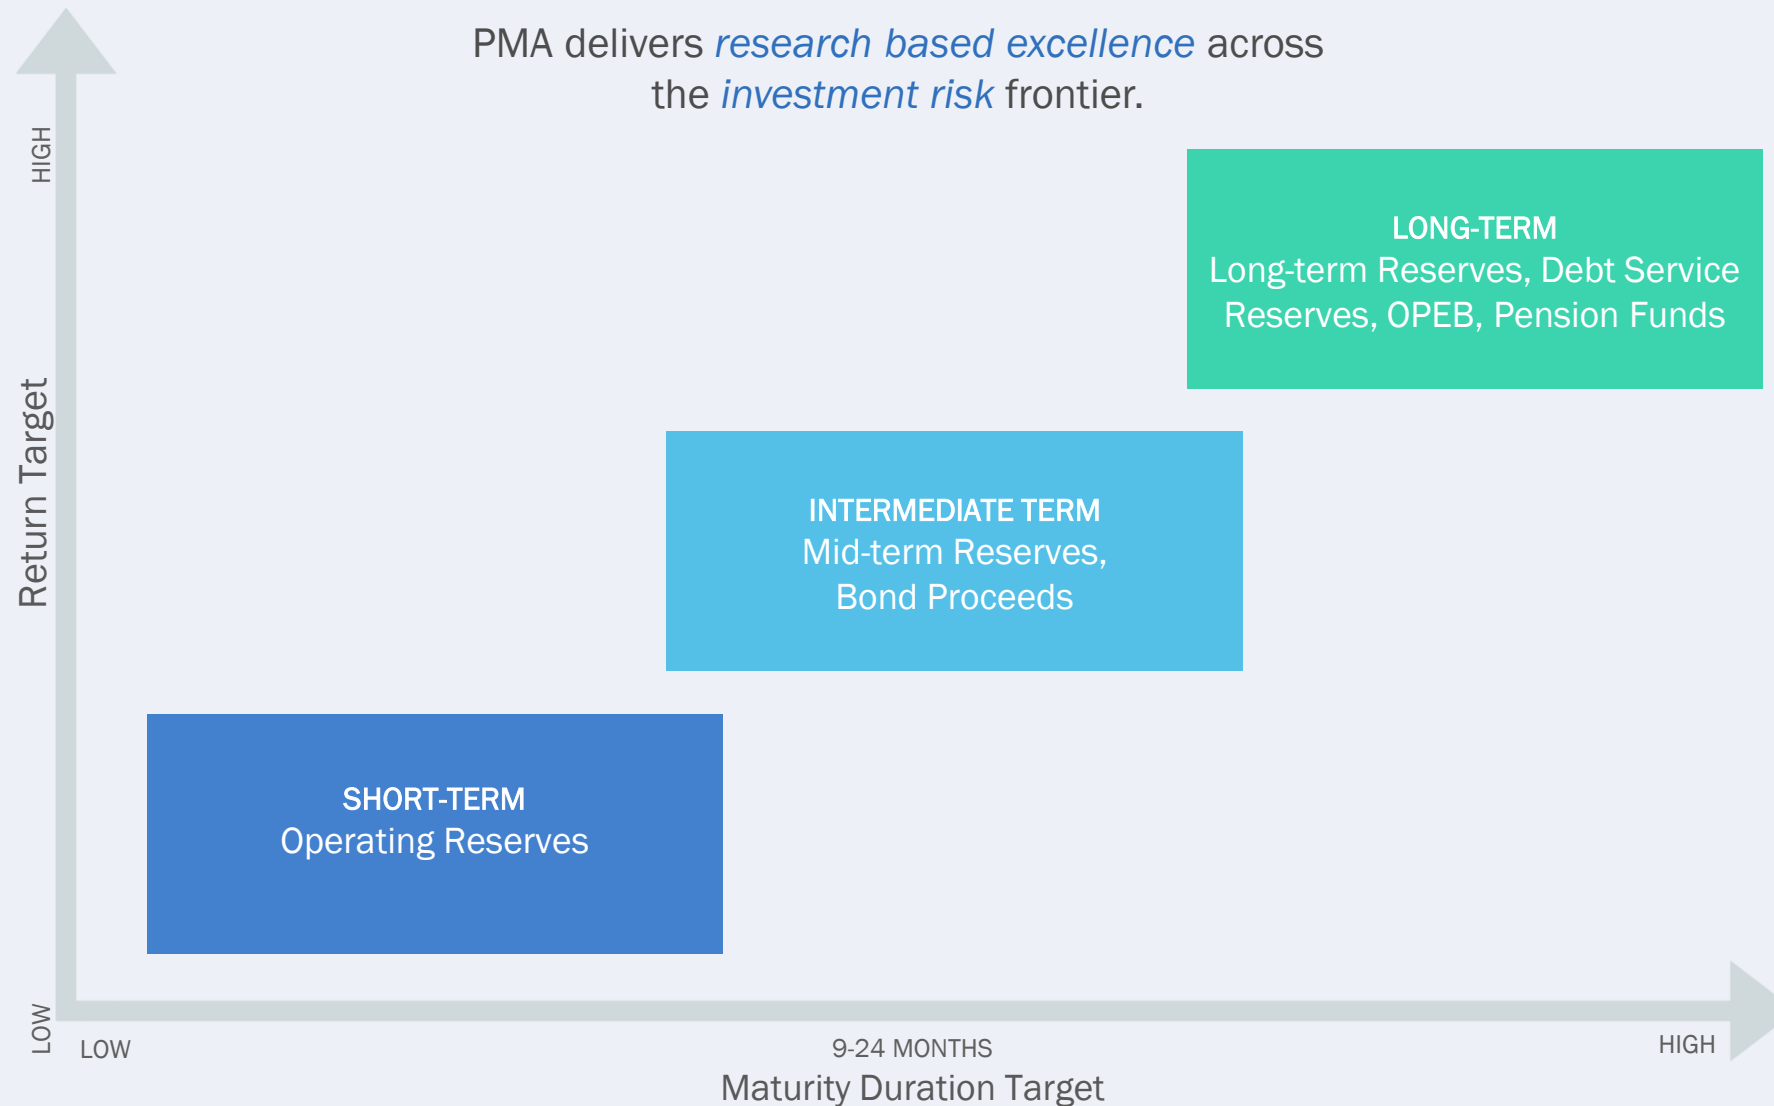 PMA delivers research based excellence across
the investment risk frontier.
HIGH
LONG-TERM
Long-term Reserves, Debt Service
Reserves, OPEB, Pension Funds
Return Target
INTERMEDIATE TERM
Mid-term Reserves,
Bond Proceeds
SHORT-TERM
Operating Reserves
LOW
LOW
9-24 MONTHS
HIGH
Maturity Duration Target